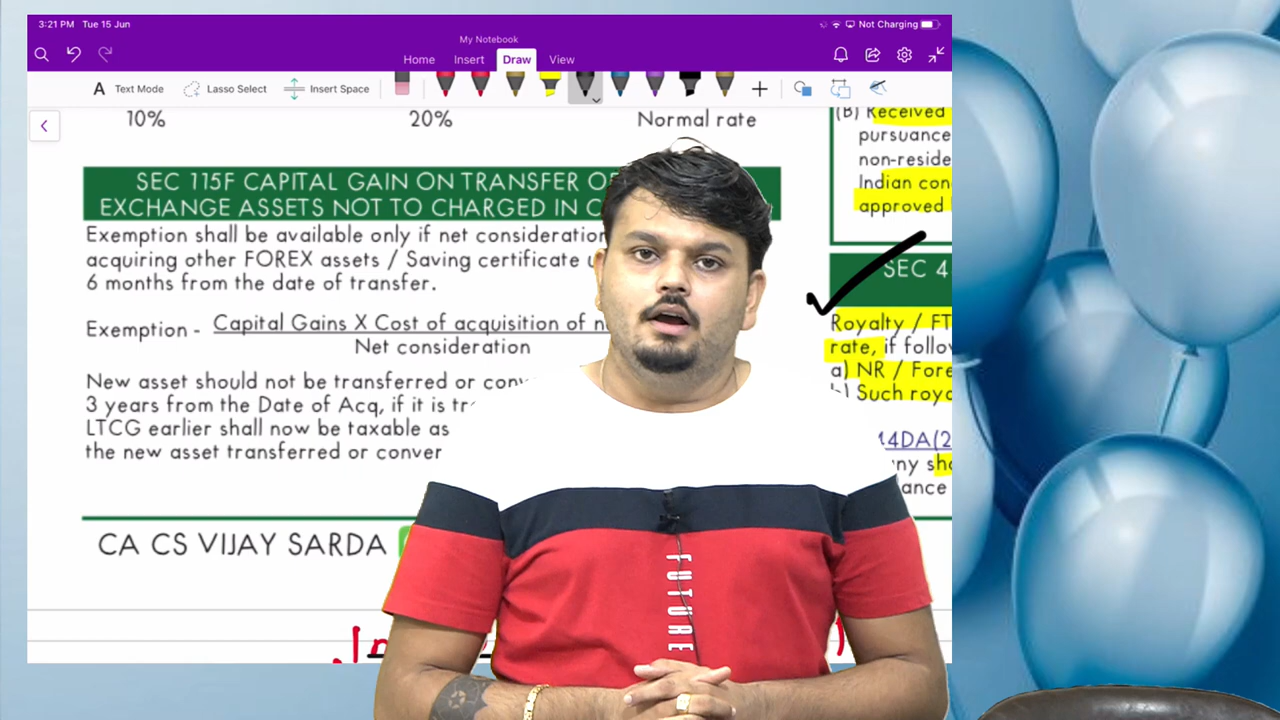 3:21 PM Tue 15 Jun
Not Charging
My Notebook
Home Insert Draw View
A Text Mode Lasso Select Insert Space
10% 20% Normal rate
SEC 115F CAPITAL GAIN ON TRANSFER OF
EXCHANGE ASSETS NOT TO CHARGED IN
Exemption shall be available only if net consideration
acquiring other FOREX assets / Saving certificate
6 months from the date of transfer.
Exemption - Capital Gains X Cost of acquisition of
Net consideration
New asset should not be transferred or
3 years from the Date of Acq, if it is
LTCG earlier shall now be taxable as
the new asset transferred or conver
CA CS VIJAY SARDA
(B) Received
pursuance
non-reside
Indian con
approved
SEC 4
Royalty / FT
rate, if follow
a) NR / Fore
Such roya
44DA(2
any sho
ance
FUTURE